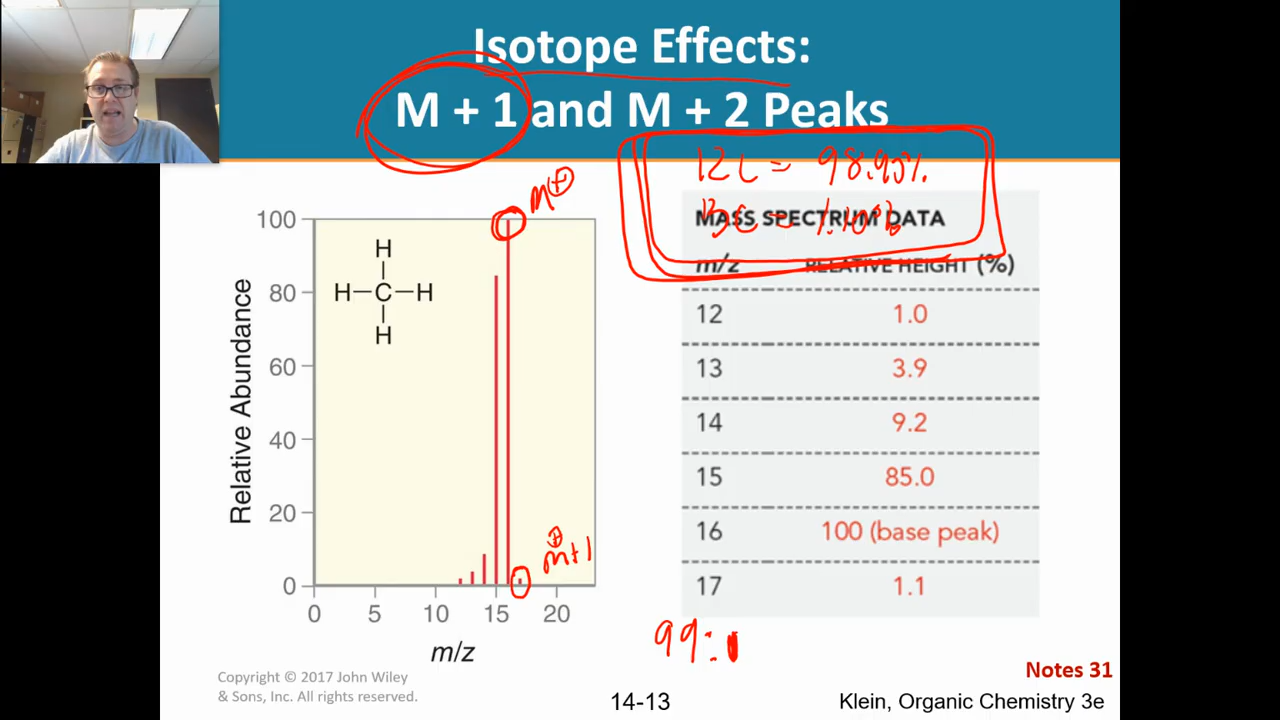 Isotope Effects:
M + 1 and M + 2 Peaks
12C = 98.90%
13C = 1.10%
MASS SPECTRUM DATA
m/z RELATIVE HEIGHT (%)
12 1.0
13 3.9
14 9.2
15 85.0
16 100 (base peak)
17 1.1
M⊕
100
80
60
40
20
0
Relative Abundance
H
H—C—H
H
⊕
m+1
0 5 10 15 20
m/z
99:
Copyright © 2017 John Wiley
& Sons, Inc. All rights reserved.
14-13
Notes 31
Klein, Organic Chemistry 3e